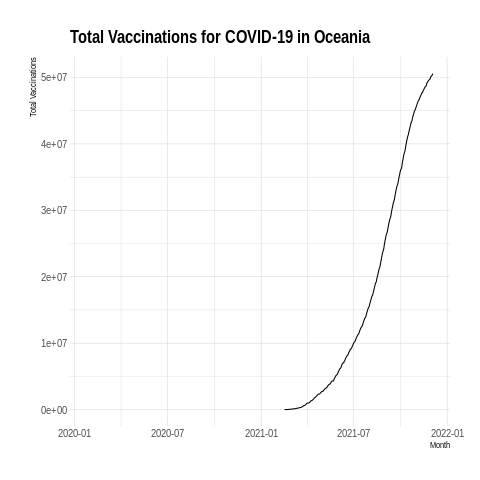 Total Vaccinations for COVID-19 in Oceania
Total Vaccinations
5e+07
4e+07
3e+07
2e+07
1e+07
0e+00
2020-01 2020-07 2021-01 2021-07 2022-01
Month